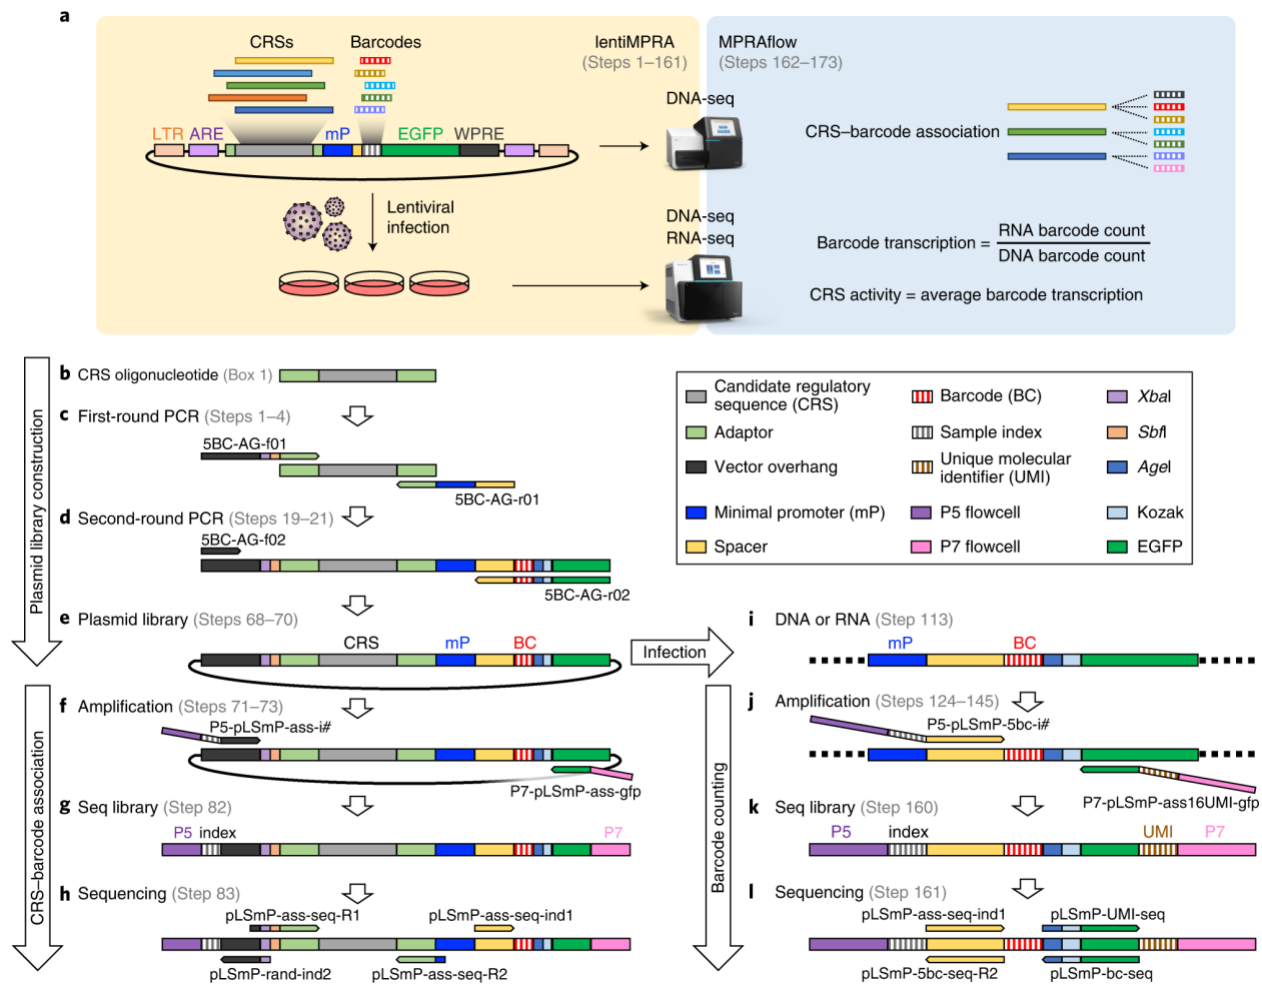 a
CRSs
Barcodes
lentiMPRA
(Steps 1–161)
MPRAflow
(Steps 162–173)
DNA-seq
LTR ARE mP EGFP WPRE
CRS–barcode association
Lentiviral
infection
DNA-seq
RNA-seq
Barcode transcription = RNA barcode count
DNA barcode count
CRS activity = average barcode transcription
Plasmid library construction
b CRS oligonucleotide (Box 1)
c First-round PCR (Steps 1–4)
5BC-AG-f01
5BC-AG-r01
d Second-round PCR (Steps 19–21)
5BC-AG-f02
5BC-AG-r02
e Plasmid library (Steps 68–70)
CRS mP BC
Infection
Candidate regulatory
sequence (CRS)
Adaptor
Vector overhang
Minimal promoter (mP)
Spacer
Barcode (BC)
Sample index
Unique molecular
identifier (UMI)
P5 flowcell
P7 flowcell
XbaI
SbfI
AgeI
Kozak
EGFP
CRS–barcode association
f Amplification (Steps 71–73)
P5-pLSmP-ass-i#
P7-pLSmP-ass-gfp
g Seq library (Step 82)
P5 index P7
h Sequencing (Step 83)
pLSmP-ass-seq-R1
pLSmP-ass-seq-ind1
pLSmP-rand-ind2
pLSmP-ass-seq-R2
i DNA or RNA (Step 113)
mP BC
Barcode counting
j Amplification (Steps 124–145)
P5-pLSmP-5bc-i#
P7-pLSmP-ass16UMI-gfp
k Seq library (Step 160)
P5 index UMI P7
l Sequencing (Step 161)
pLSmP-ass-seq-ind1
pLSmP-UMI-seq
pLSmP-5bc-seq-R2
pLSmP-bc-seq